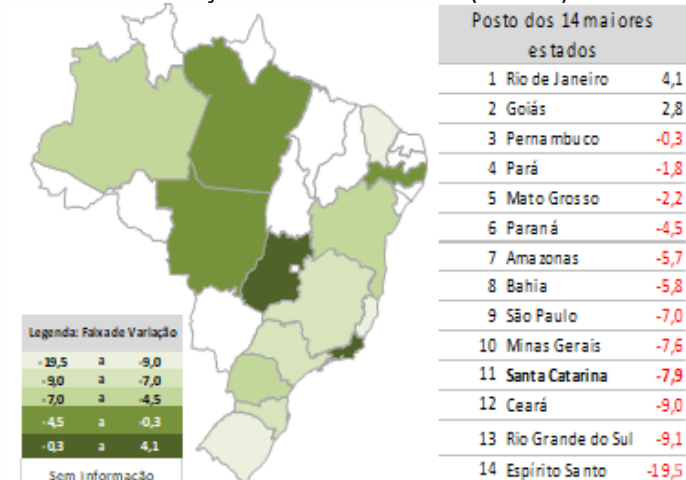 Posto dos 14 maiores
estados
1 Rio de Janeiro 4,1
2 Goiás 2,8
3 Pernambuco -0,3
4 Pará -1,8
5 Mato Grosso -2,2
6 Paraná -4,5
7 Amazonas -5,7
8 Bahia -5,8
9 São Paulo -7,0
10 Minas Gerais -7,6
11 Santa Catarina -7,9
12 Ceará -9,0
13 Rio Grande do Sul -9,1
14 Espírito Santo -19,5
Legenda: Faixa de Variação
-19,5 a -9,0
-9,0 a -7,0
-7,0 a -4,5
-4,5 a -0,3
-0,3 a 4,1
Sem Informação